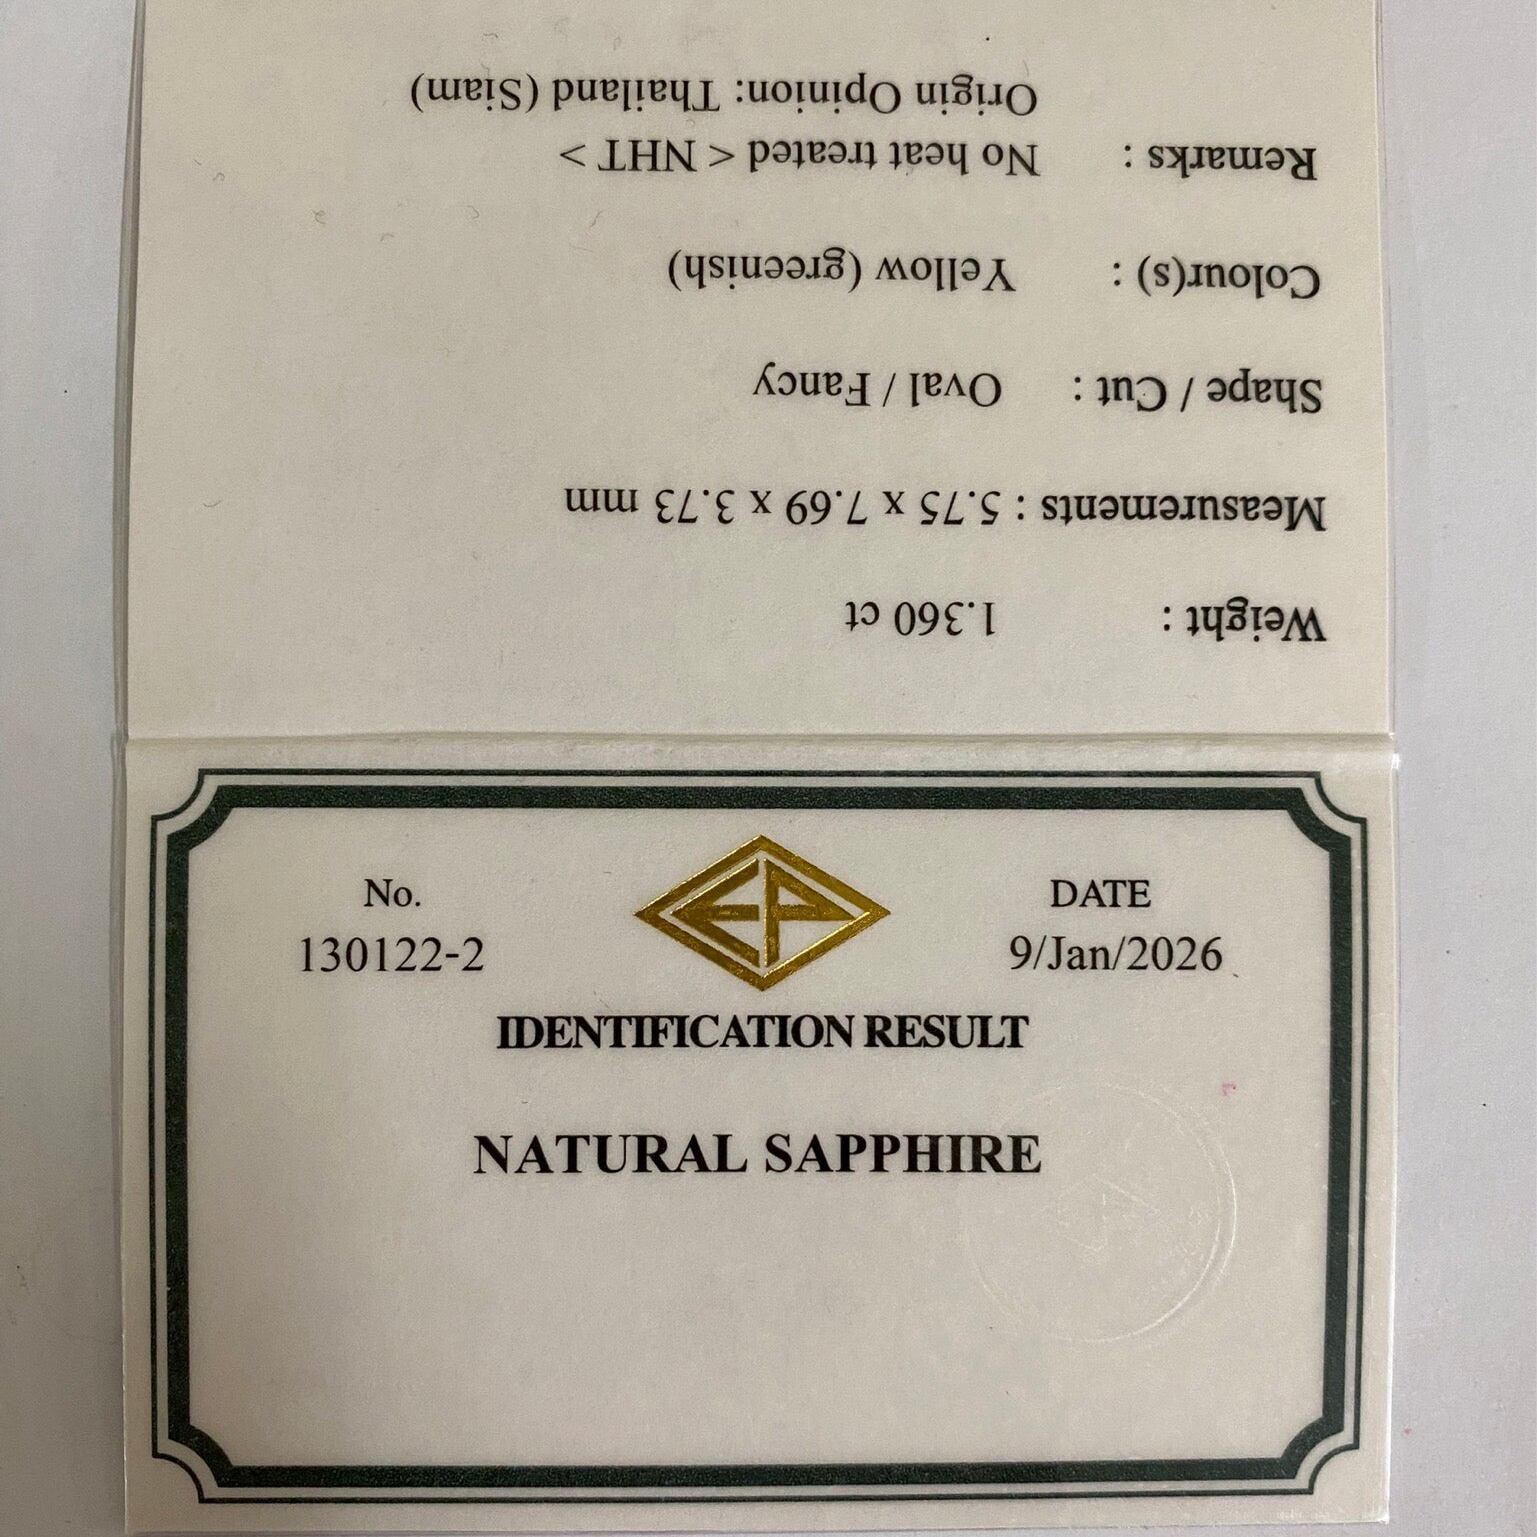 No.
130122-2
EP
DATE
9/Jan/2026
IDENTIFICATION RESULT
NATURAL SAPPHIRE
Weight : 1.360 ct
Measurements : 5.75 x 7.69 x 3.73 mm
Shape / Cut : Oval / Fancy
Colour(s) : Yellow (greenish)
Remarks : No heat treated < NHT >
Origin Opinion: Thailand (Siam)